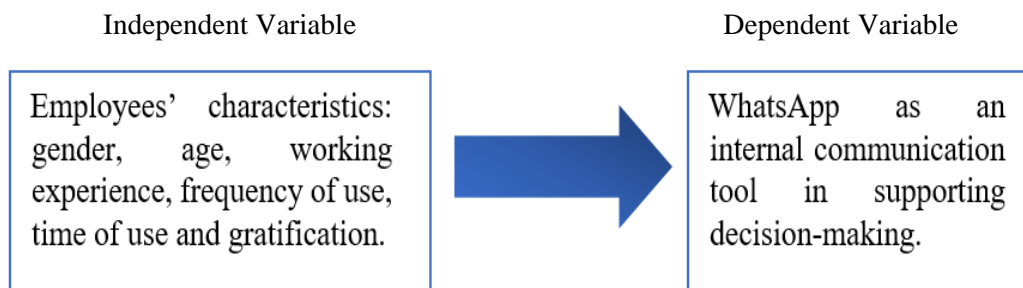 Independent Variable
Dependent Variable
Employees’ characteristics:
gender, age, working
experience, frequency of use,
time of use and gratification.
WhatsApp as an
internal communication
tool in supporting
decision-making.